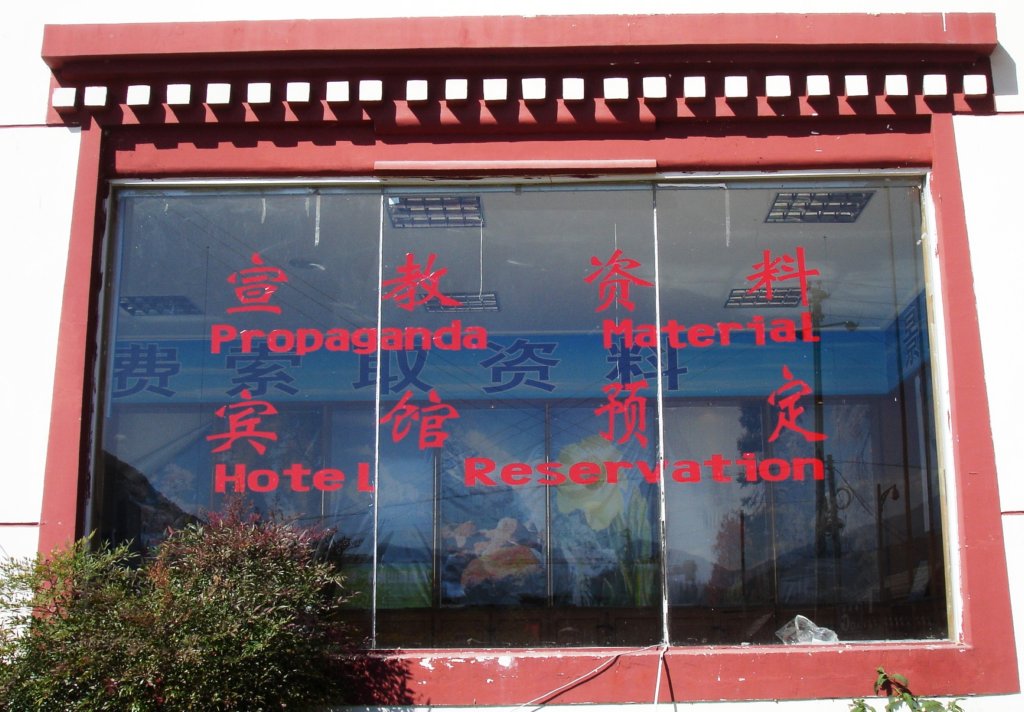 宣教资料
Propaganda Material
费索取资料
宾馆预定
Hotel Reservation